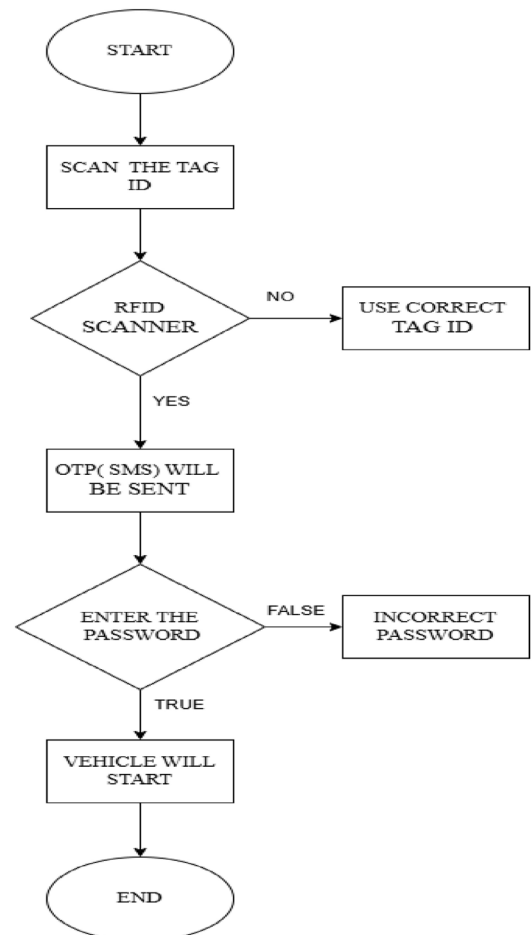 START
SCAN THE TAG
ID
RFID
SCANNER
NO
USE CORRECT
TAG ID
YES
OTP( SMS) WILL
BE SENT
ENTER THE
PASSWORD
FALSE
INCORRECT
PASSWORD
TRUE
VEHICLE WILL
START
END